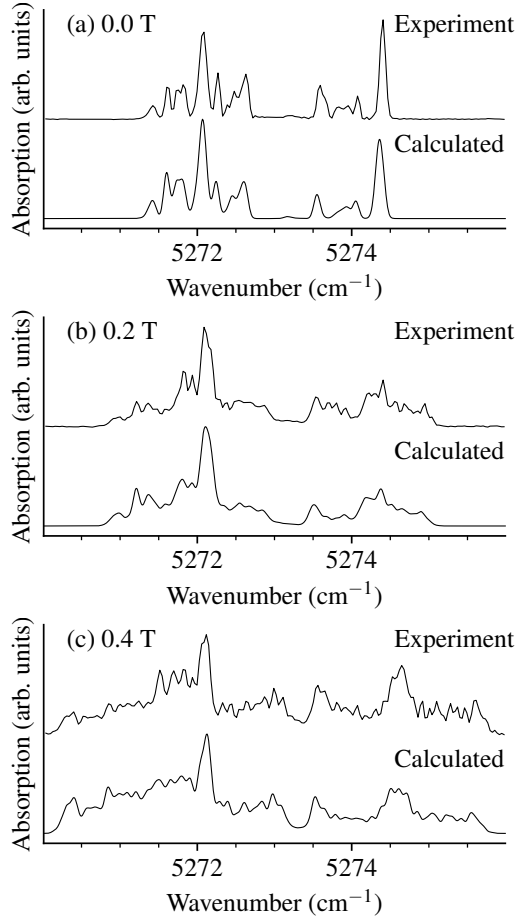 (a) 0.0 T
Experiment
Calculated
Absorption (arb. units)
5272
5274
Wavenumber (cm−1)
(b) 0.2 T
Experiment
Calculated
Absorption (arb. units)
5272
5274
Wavenumber (cm−1)
(c) 0.4 T
Experiment
Calculated
Absorption (arb. units)
5272
5274
Wavenumber (cm−1)